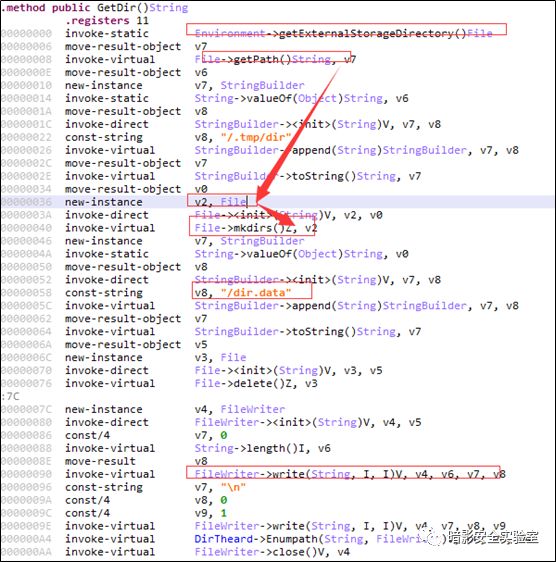 .method public GetDir()String
.registers 11
00000000 invoke-static Environment->getExternalStorageDirectory()File
00000006 move-result-object v7
00000008 invoke-virtual File->getPath()String, v7
0000000E move-result-object v6
00000010 new-instance v7, StringBuilder
00000014 invoke-static String->valueOf(Object)String, v6
0000001A move-result-object v8
0000001C invoke-direct StringBuilder-><init>(String)V, v7, v8
00000022 const-string v8, "/.tmp/dir"
00000026 invoke-virtual StringBuilder->append(String)StringBuilder, v7, v8
0000002C move-result-object v7
0000002E invoke-virtual StringBuilder->toString()String, v7
00000034 move-result-object v0
00000036 new-instance v2, File
0000003A invoke-direct File-><init>(String)V, v2, v0
00000040 invoke-virtual File->mkdirs()Z, v2
00000046 new-instance v7, StringBuilder
0000004A invoke-static String->valueOf(Object)String, v0
00000050 move-result-object v8
00000052 invoke-direct StringBuilder-><init>(String)V, v7, v8
00000058 const-string v8, "/dir.data"
0000005C invoke-virtual StringBuilder->append(String)StringBuilder, v7, v8
00000062 move-result-object v7
00000064 invoke-virtual StringBuilder->toString()String, v7
0000006A move-result-object v5
0000006C new-instance v3, File
00000070 invoke-direct File-><init>(String)V, v3, v5
00000076 invoke-virtual File->delete()Z, v3
:7C
0000007C new-instance v4, FileWriter
00000080 invoke-direct FileWriter-><init>(String)V, v4, v5
00000086 const/4 v7, 0
00000088 invoke-virtual String->length()I, v6
0000008E move-result v8
00000090 invoke-virtual FileWriter->write(String, I, I)V, v4, v6, v7, v8
00000096 const-string v7, "\n"
0000009A const/4 v8, 0
0000009C const/4 v9, 1
0000009E invoke-virtual FileWriter->write(String, I, I)V, v4, v7, v8, v9
000000A4 invoke-virtual DirTheard->Enumpath(String, FileWriter)
invoke-virtual FileWriter->close()V, v4
暗影安全实验室